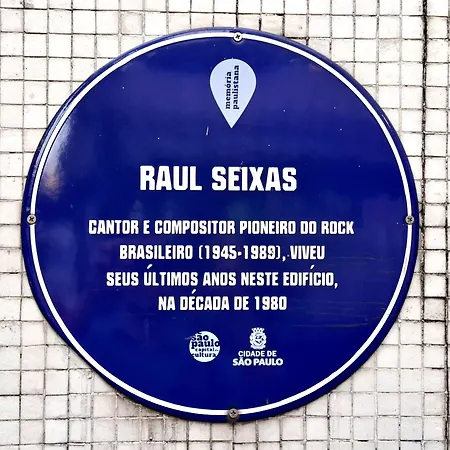 memória
paulistana
RAUL SEIXAS
CANTOR E COMPOSITOR PIONEIRO DO ROCK
BRASILEIRO (1945-1989), VIVEU
SEUS ÚLTIMOS ANOS NESTE EDIFÍCIO,
NA DÉCADA DE 1980
são
paulo
capital da
cultura
CIDADE DE
SÃO PAULO